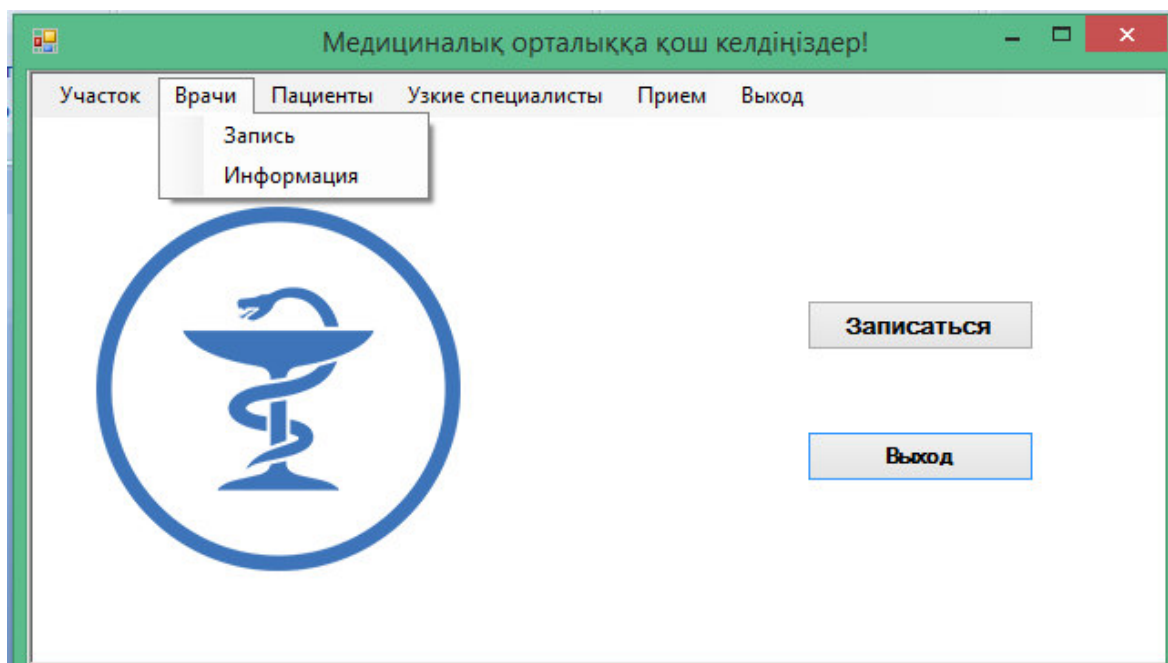 Медициналық орталыққа қош келдіңіздер!
Участок Врачи Пациенты Узкие специалисты Прием Выход
Запись
Информация
Записаться
Выход